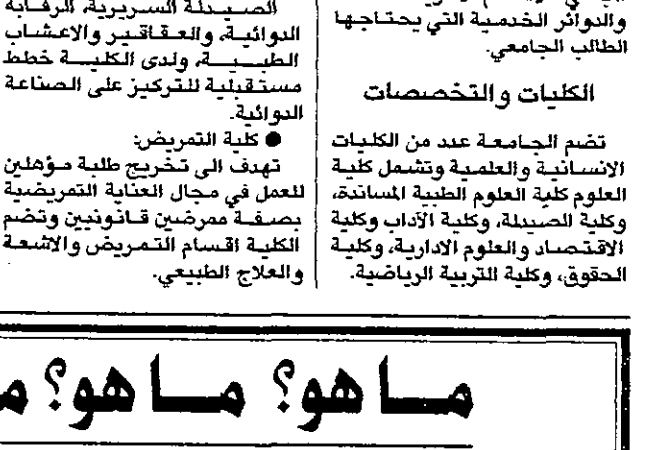 والدوائر الخدمية التي يحتاجها
الطالب الجامعي.
الكليات والتخصصات
تضم الجامعة عدد من الكليات
الانسانية والعلمية وتشمل كلية
العلوم كلية العلوم الطبية المساندة،
وكلية الصيدلة، وكلية الآداب وكلية
الاقتصاد والعلوم الادارية، وكلية
الحقوق، وكلية التربية الرياضية.
الصيدلة السريرية، الرقابة
الدوائية، والعقاقير والاعشاب
الطبية، ولدى الكلية خطط
مستقبلية للتركيز على الصناعة
الدوائية.
● كلية التمريض:
تهدف الى تخريج طلبة مؤهلين
للعمل في مجال العناية التمريضية
بصفة ممرضين قانونيين وتضم
الكلية اقسام التمريض والاشعة
والعلاج الطبيعي.
ما هو؟ ما هو؟